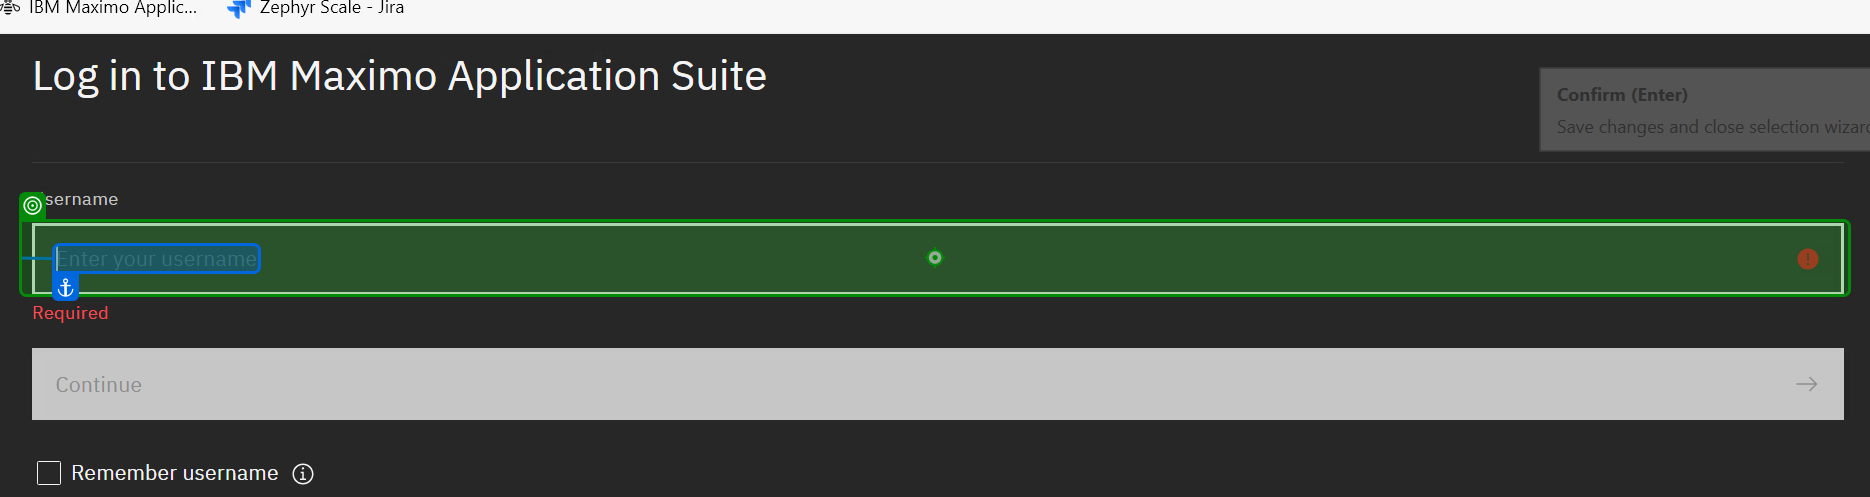 IBM Maximo Applic... Zephyr Scale - Jira
Log in to IBM Maximo Application Suite
Confirm (Enter)
Save changes and close selection wizard
sername
Enter your username
Required
Continue
Remember username